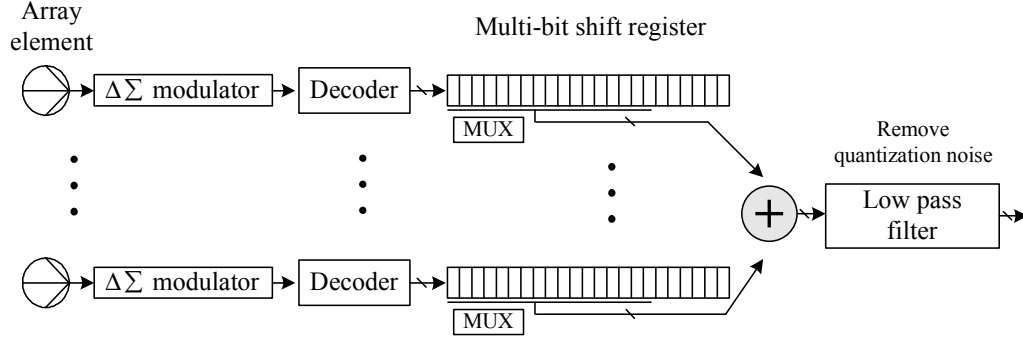 Array
element
Multi-bit shift register
ΔΣ modulator
Decoder
MUX
Remove
quantization noise
+
Low pass
filter
ΔΣ modulator
Decoder
MUX